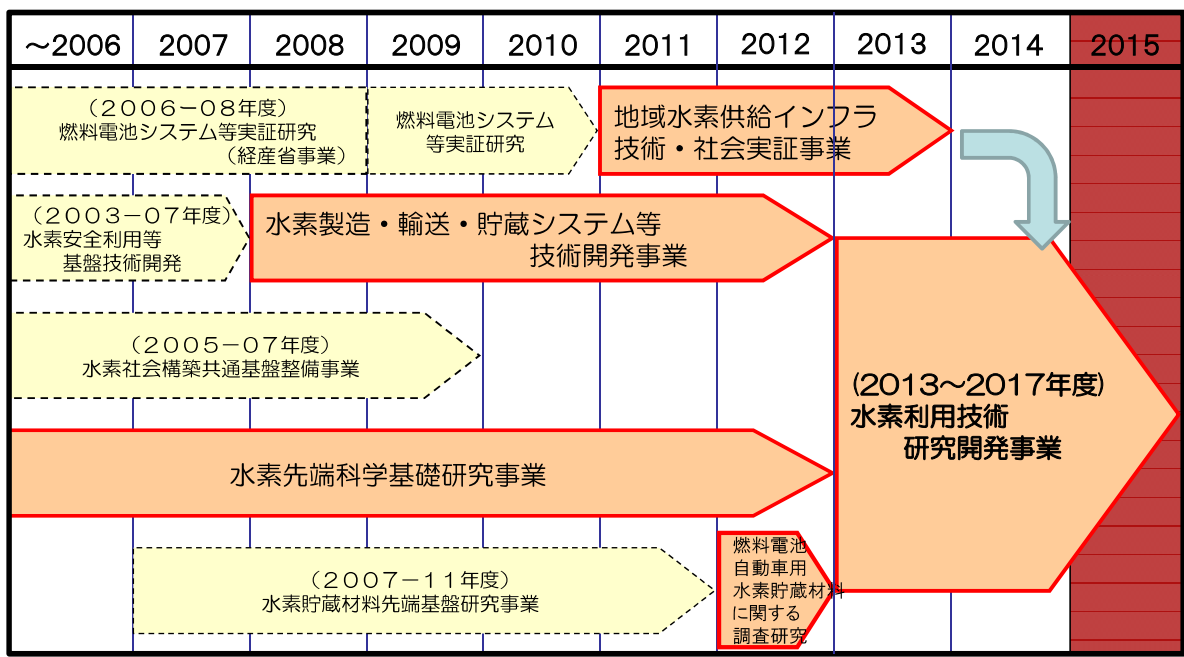 ～2006 2007 2008 2009 2010 2011 2012 2013 2014 2015
（２００６－０８年度）
燃料電池システム等実証研究
（経産省事業）
燃料電池システム
等実証研究
地域水素供給インフラ
技術・社会実証事業
（２００３－０７年度）
水素安全利用等
基盤技術開発
水素製造・輸送・貯蔵システム等
技術開発事業
（２００５－０７年度）
水素社会構築共通基盤整備事業
(2013～2017年度)
水素利用技術
研究開発事業
水素先端科学基礎研究事業
（２００７－１１年度）
水素貯蔵材料先端基盤研究事業
燃料電池
自動車用
水素貯蔵材料
に関する
調査研究